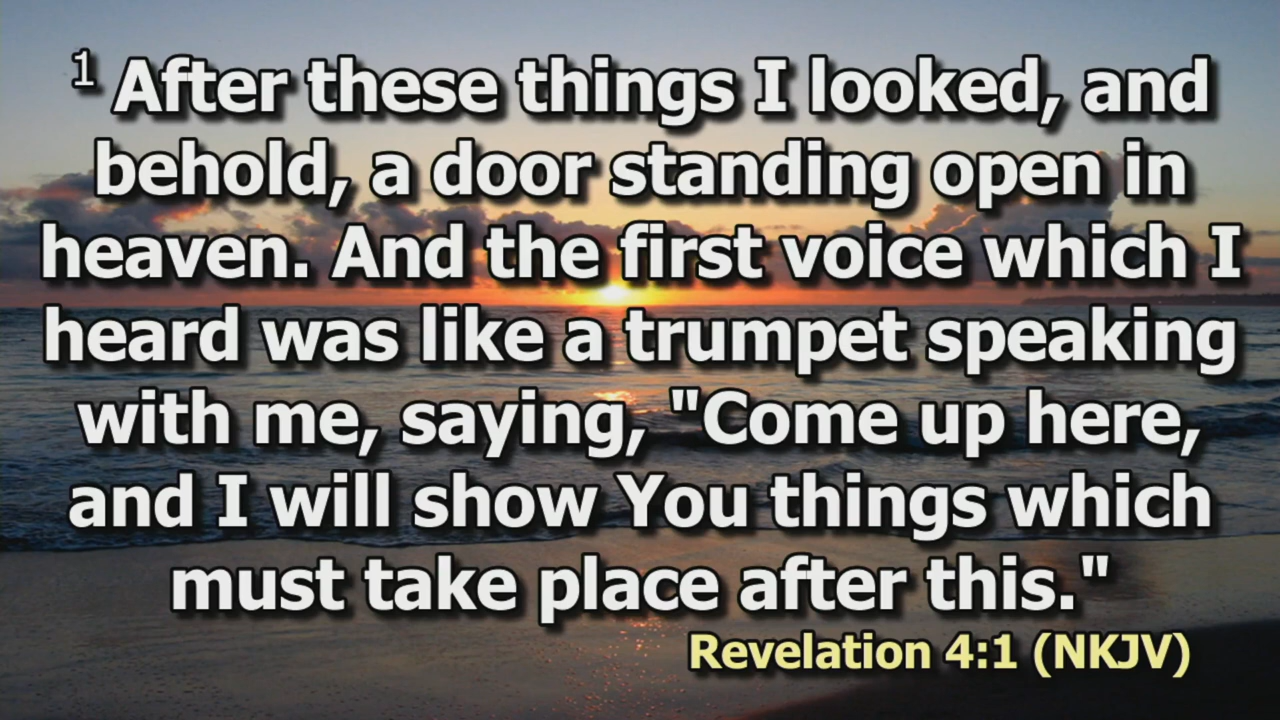 1 After these things I looked, and
behold, a door standing open in
heaven. And the first voice which I
heard was like a trumpet speaking
with me, saying, "Come up here,
and I will show You things which
must take place after this."
Revelation 4:1 (NKJV)